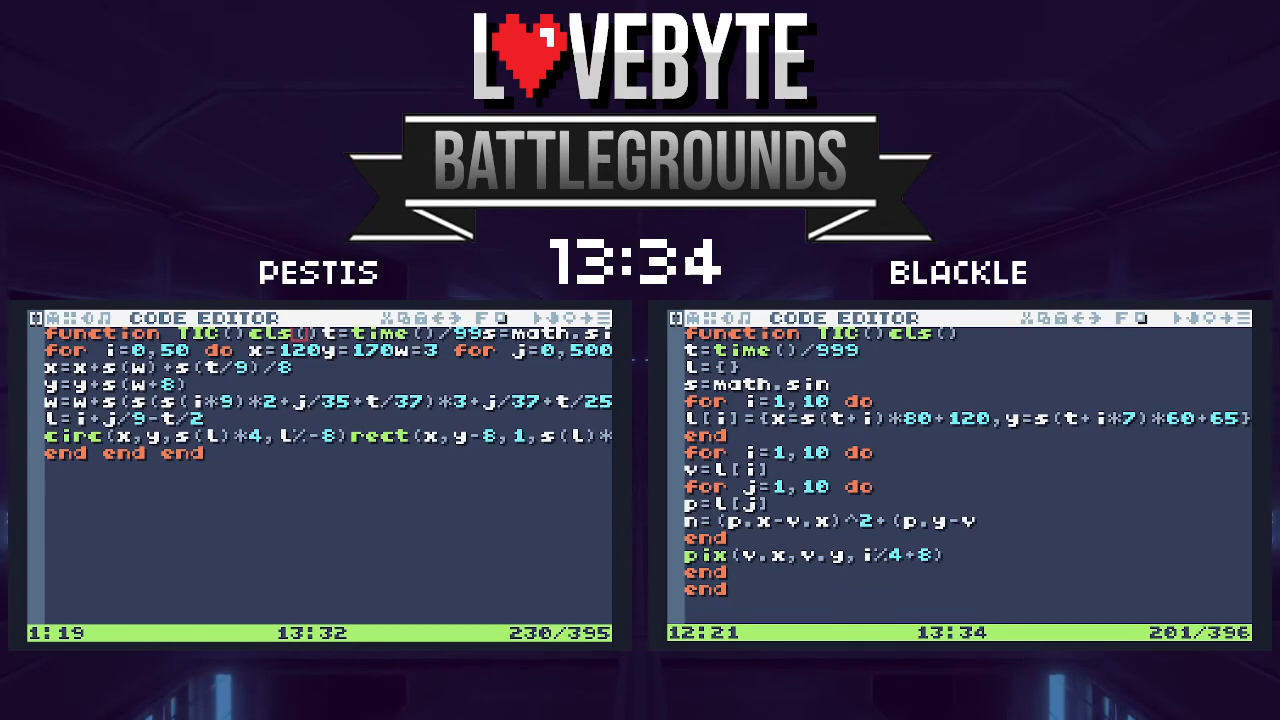 LOVEBYTE
BATTLEGROUNDS
13:34
PESTIS
BLACKLE
CODE EDITOR
function TIC()cls()t=time()/99s=math.si
for i=0,50 do x=120y=170w=3 for j=0,500
x=x+s(w)+s(t/9)/8
y=y+s(w+8)
w=w+s(s(i*9)*2+j/35+t/37)*3+j/37+t/25
l=i+j/9-t/2
circ(x,y,s(l)*4,l%-8)rect(x,y-8,1,s(l)*
end end end
1:19 13:32 230/395
CODE EDITOR
function TIC()cls()
t=time()/999
l={}
s=math.sin
for i=1,10 do
l[i]={x=s(t+i)*80+120,y=s(t+i*7)*60+65}
end
for i=1,10 do
v=l[i]
for j=1,10 do
p=l[j]
n=(p.x-v.x)^2+(p.y-v
end
pix(v.x,v.y,i%4+8)
end
end
12:21 13:34 201/396